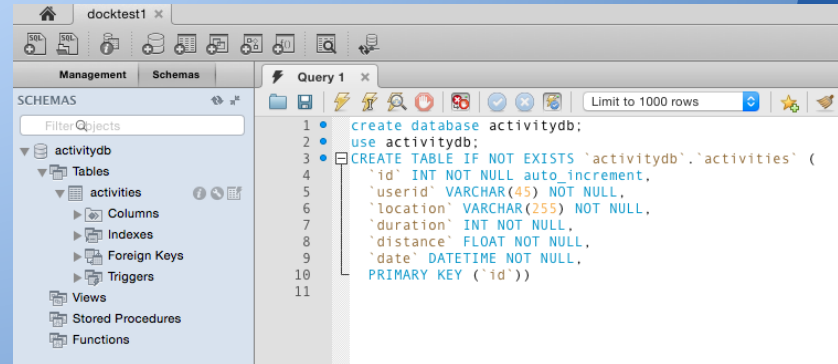 docktest1
SQL SQL
Management Schemas
Query 1
SCHEMAS
Filter Objects
Limit to 1000 rows
activitydb
Tables
activities
Columns
Indexes
Foreign Keys
Triggers
Views
Stored Procedures
Functions
1 create database activitydb;
2 use activitydb;
3 CREATE TABLE IF NOT EXISTS `activitydb`.`activities` (
4 `id` INT NOT NULL auto_increment,
5 `userid` VARCHAR(45) NOT NULL,
6 `location` VARCHAR(255) NOT NULL,
7 `duration` INT NOT NULL,
8 `distance` FLOAT NOT NULL,
9 `date` DATETIME NOT NULL,
10 PRIMARY KEY (`id`))
11